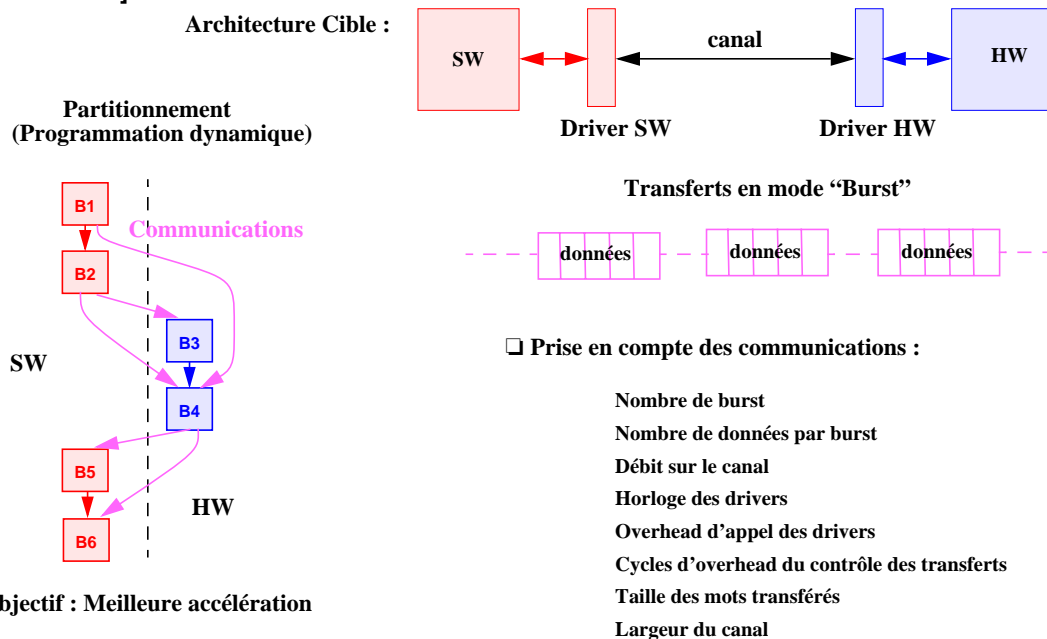 Architecture Cible :
SW
canal
HW
Driver SW
Driver HW
Partitionnement
(Programmation dynamique)
B1
Communications
B2
B3
SW
B4
B5
HW
B6
bjectif : Meilleure accélération
Transferts en mode “Burst”
données
données
données
❏ Prise en compte des communications :
Nombre de burst
Nombre de données par burst
Débit sur le canal
Horloge des drivers
Overhead d’appel des drivers
Cycles d’overhead du contrôle des transferts
Taille des mots transférés
Largeur du canal